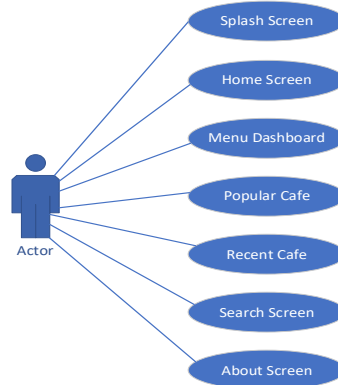 Splash Screen
Home Screen
Menu Dashboard
Popular Cafe
Actor
Recent Cafe
Search Screen
About Screen